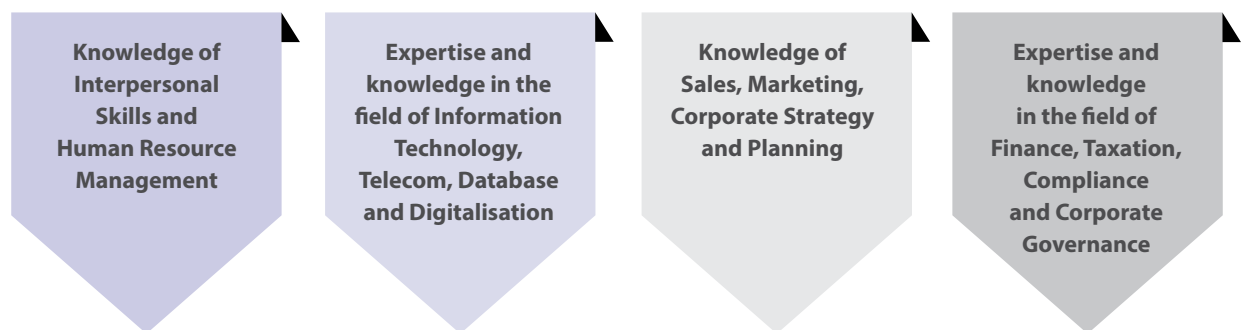 Knowledge of
Interpersonal
Skills and
Human Resource
Management
Expertise and
knowledge in the
field of Information
Technology,
Telecom, Database
and Digitalisation
Knowledge of
Sales, Marketing,
Corporate Strategy
and Planning
Expertise and
knowledge
in the field of
Finance, Taxation,
Compliance
and Corporate
Governance